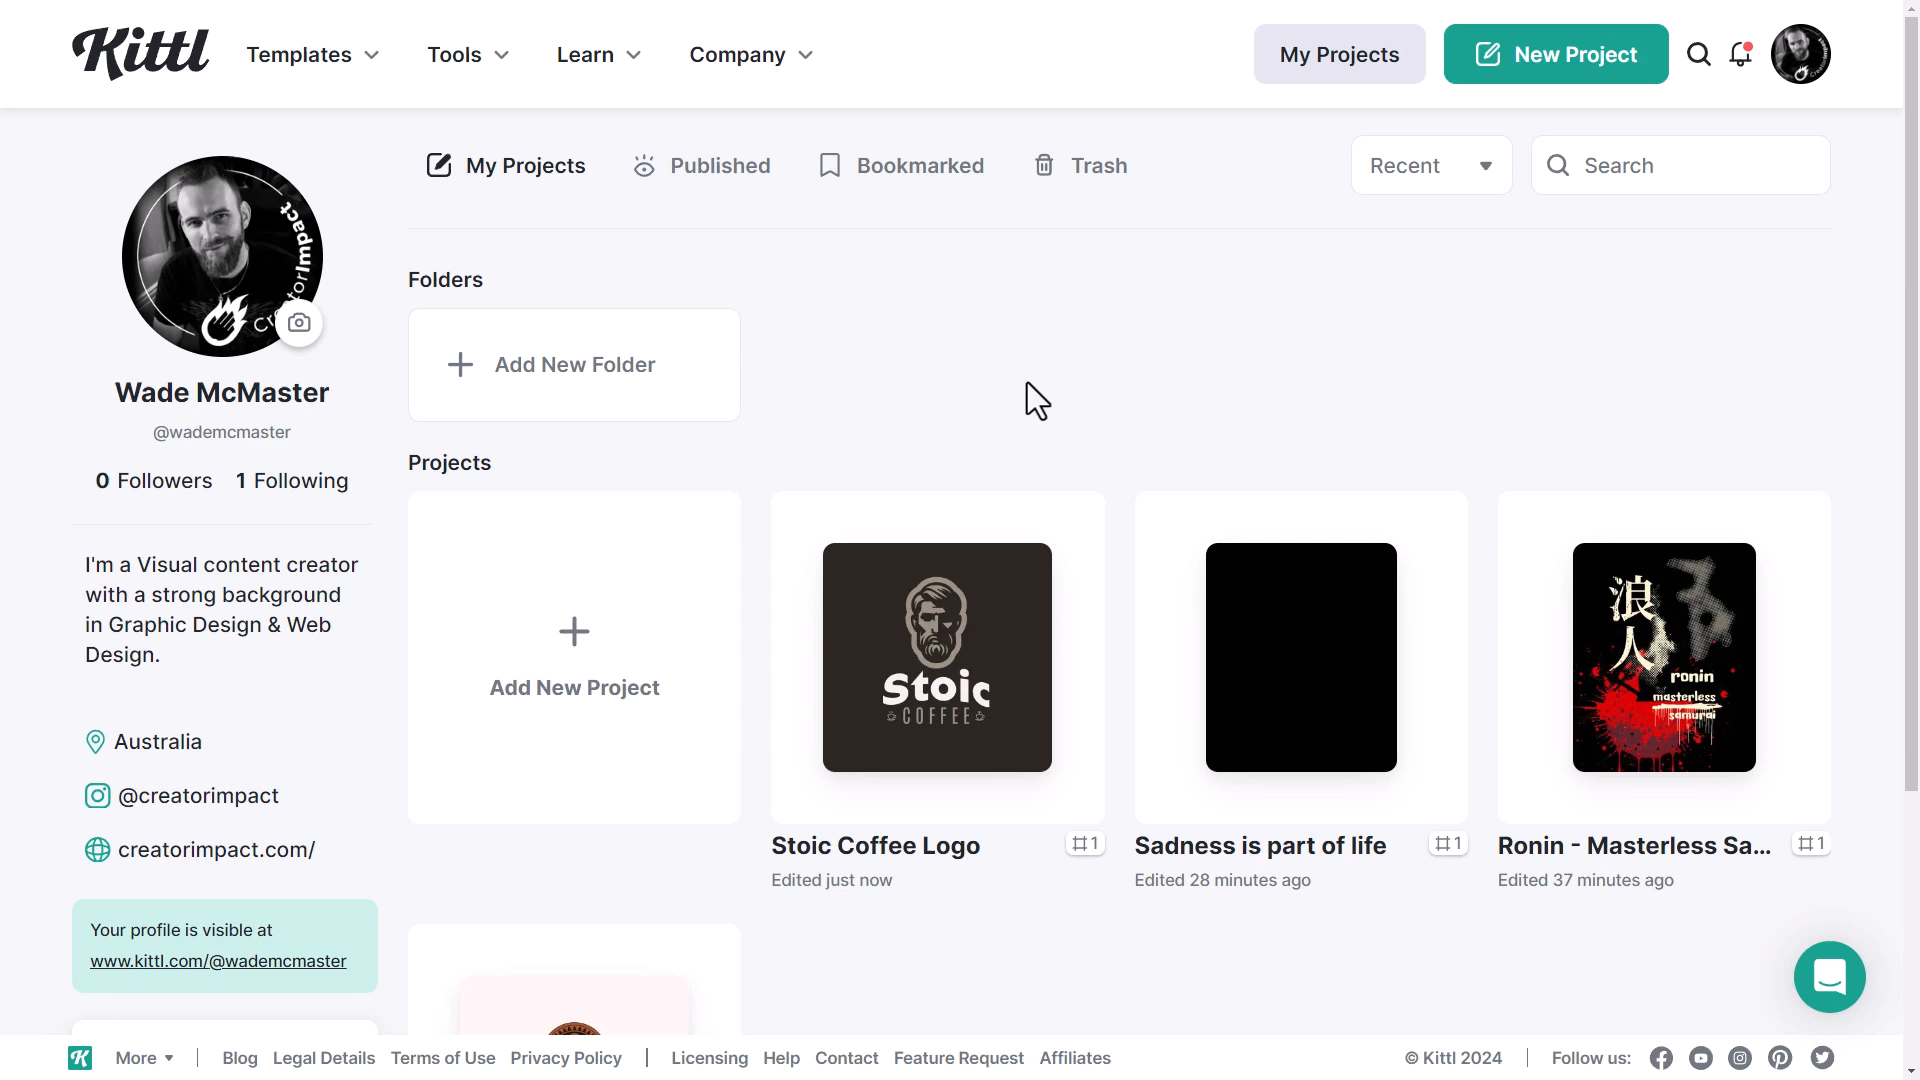 Kittl
Templates
Tools
Learn
Company
My Projects
New Project
My Projects
Published
Bookmarked
Trash
Recent
Search
CreatorImpact
Wade McMaster
@wademcmaster
0 Followers 1 Following
I'm a Visual content creator
with a strong background
in Graphic Design & Web
Design.
Australia
@creatorimpact
creatorimpact.com/
Your profile is visible at
www.kittl.com/@wademcmaster
Folders
Add New Folder
Projects
Add New Project
Stoic
COFFEE
Stoic Coffee Logo
1
Edited just now
Sadness is part of life
1
Edited 28 minutes ago
浪
人
ronin
masterless
samurai
Ronin - Masterless Sa...
1
Edited 37 minutes ago
K
More
Blog
Legal Details
Terms of Use
Privacy Policy
Licensing
Help
Contact
Feature Request
Affiliates
© Kittl 2024
Follow us: